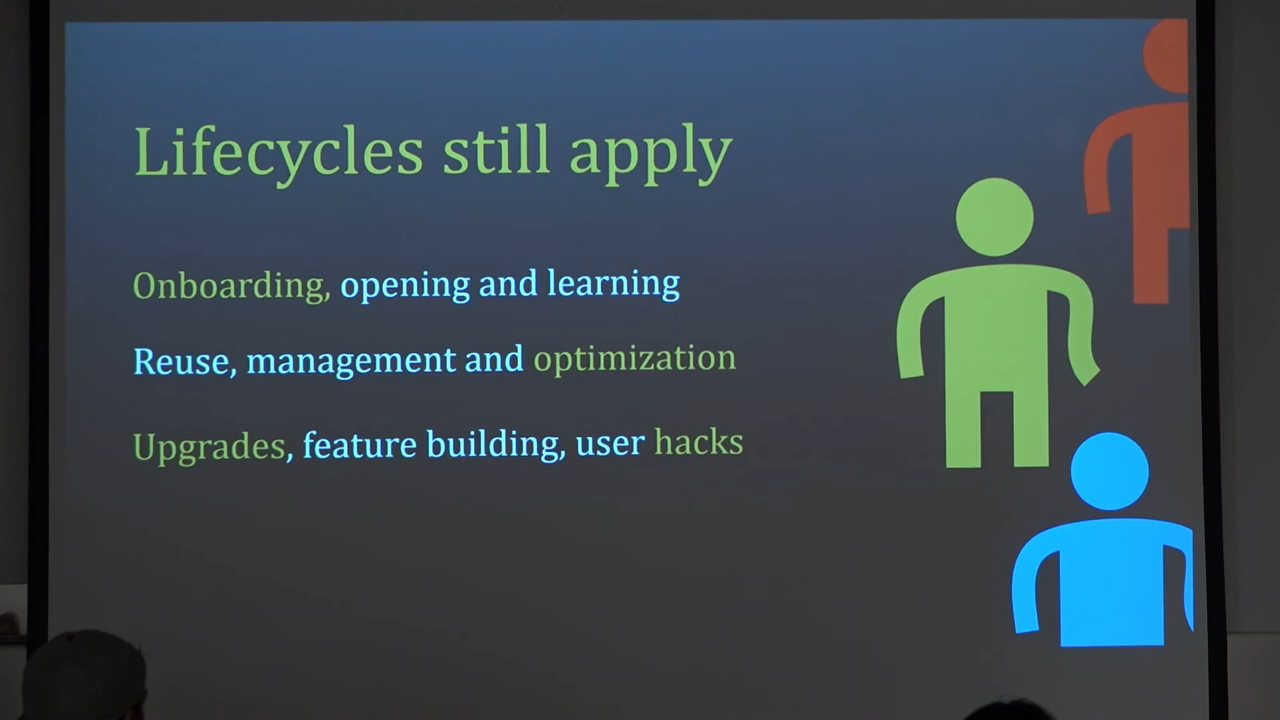 Lifecycles still apply
Onboarding, opening and learning
Reuse, management and optimization
Upgrades, feature building, user hacks